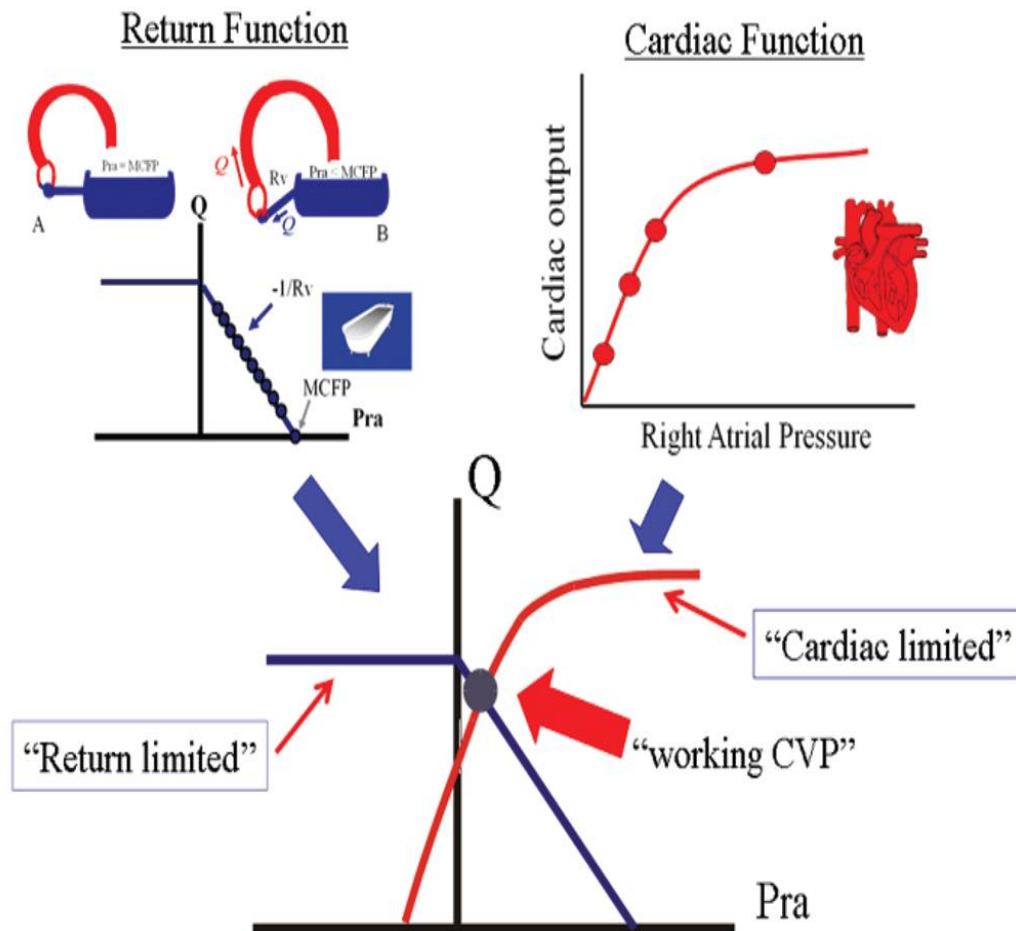 Return Function
Cardiac Function
Pra = MCFP
Pra < MCFP
Q
Rv
Q
A
B
Q
-1/Rv
MCFP
Pra
Cardiac output
Right Atrial Pressure
Q
“Cardiac limited”
“Return limited”
“working CVP”
Pra